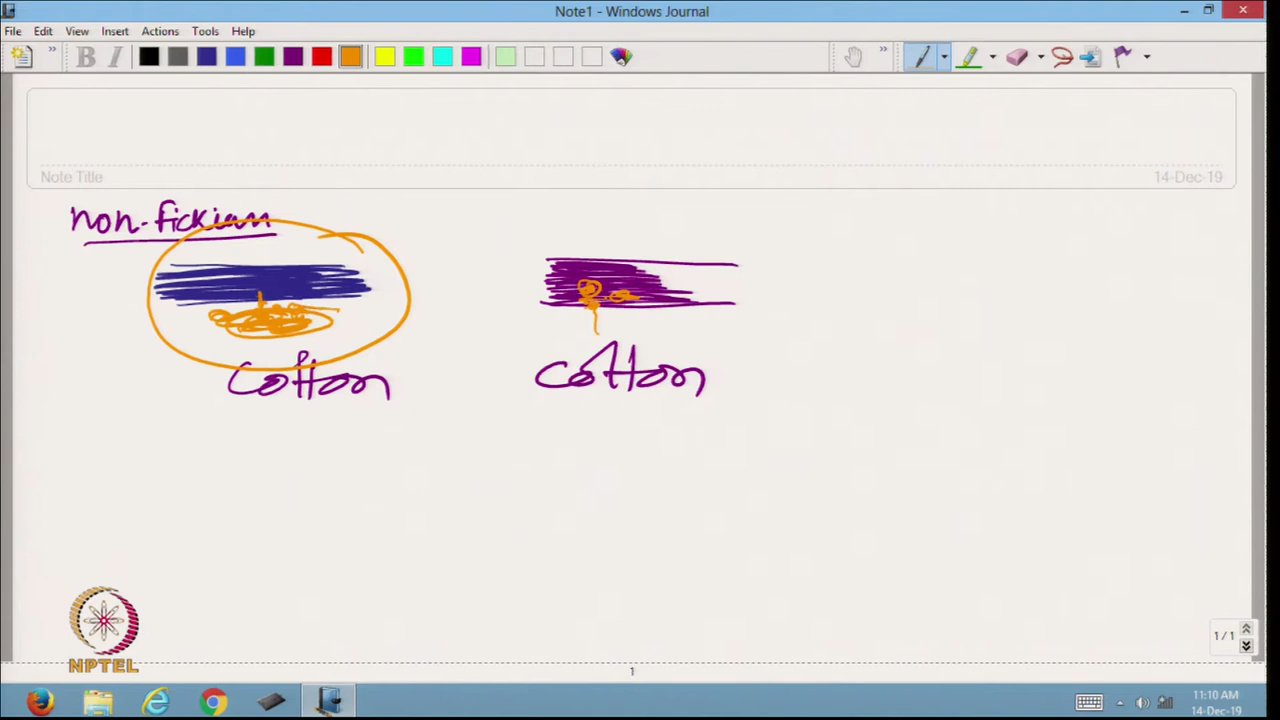 Note1 - Windows Journal
File Edit View Insert Actions Tools Help
B I
Note Title
14-Dec-19
non-fickian
cotton
cotton
NPTEL
1 / 1
1
11:10 AM
14-Dec-19